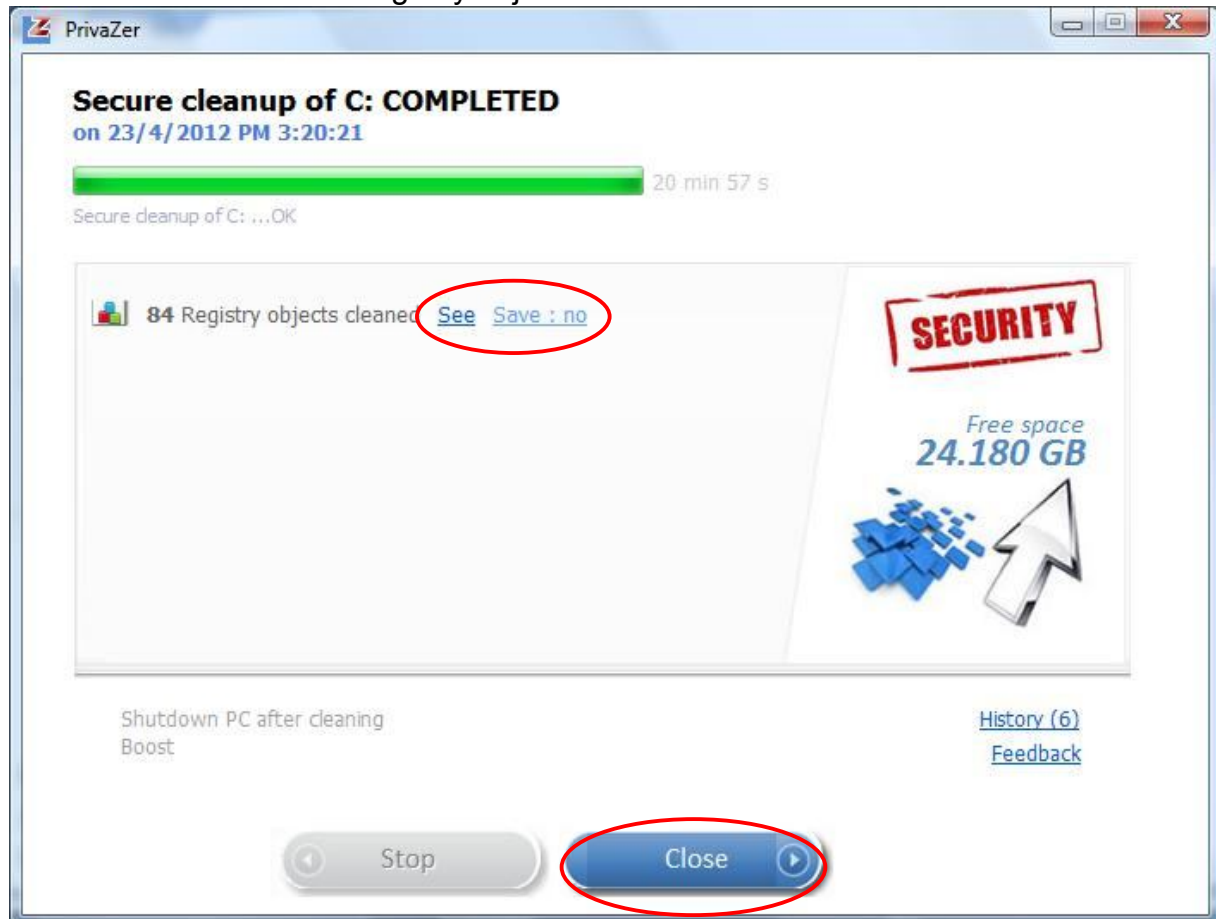 PrivaZer
Secure cleanup of C: COMPLETED
on 23/4/2012 PM 3:20:21
20 min 57 s
Secure cleanup of C: ...OK
84 Registry objects cleaned See Save : no
SECURITY
Free space
24.180 GB
Shutdown PC after cleaning
Boost
History (6)
Feedback
Stop
Close